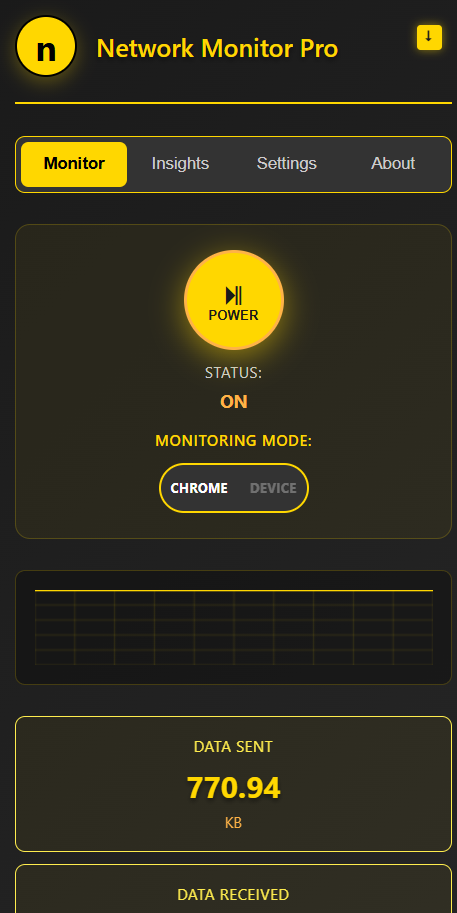 n
Network Monitor Pro
↓
Monitor Insights Settings About
POWER
STATUS:
ON
MONITORING MODE:
CHROME DEVICE
DATA SENT
770.94
KB
DATA RECEIVED